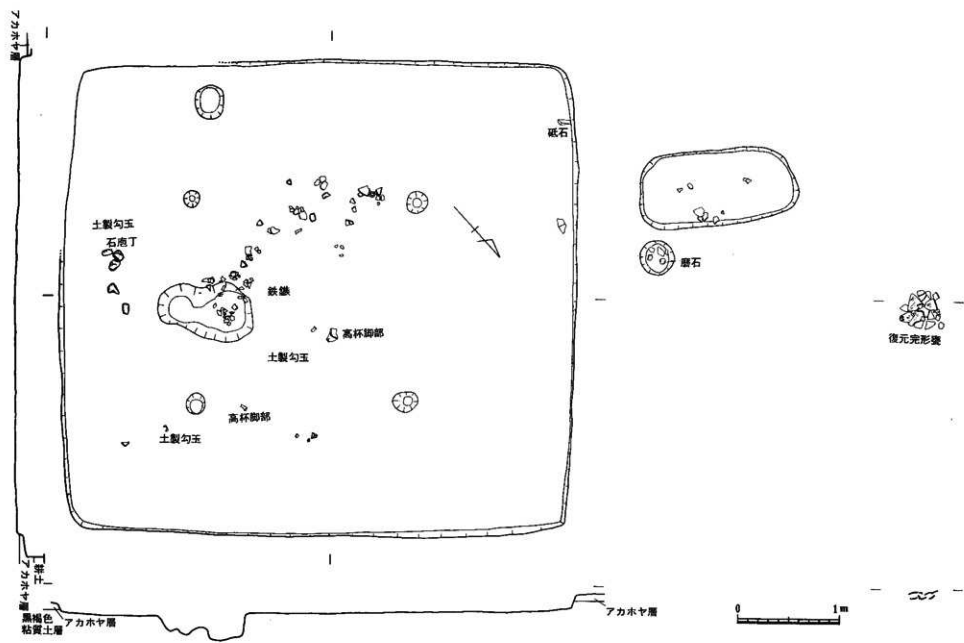 アカホヤ層
砥石
土製勾玉
石庖丁
磨石
鉄鏃
高杯脚部
復元完形甕
土製勾玉
高杯脚部
土製勾玉
耕土
アカホヤ層
黒褐色
粘質土層
アカホヤ層
アカホヤ層
0 1m